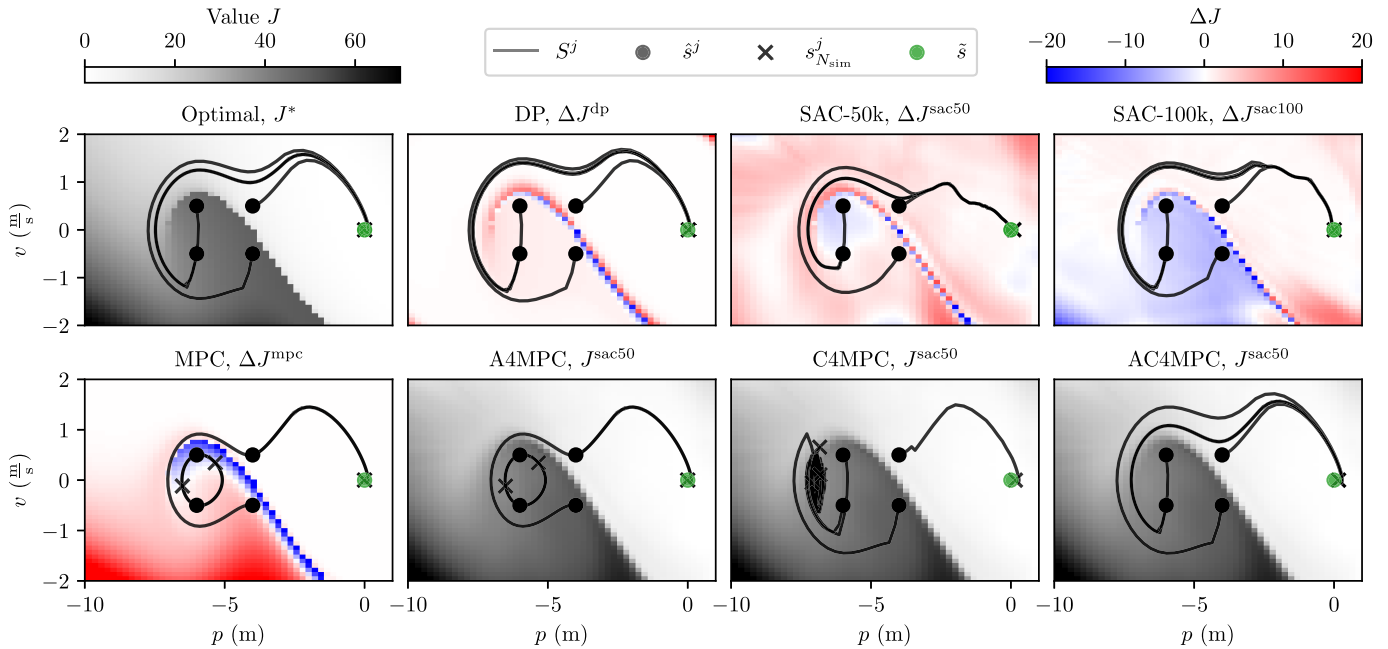 Value J
0 20 40 60
S^j ŝ^j s^j_{N_sim} s̃
ΔJ
−20 −10 0 10 20
Optimal, J* DP, ΔJ^dp SAC-50k, ΔJ^sac50 SAC-100k, ΔJ^sac100
2
1
0
−1
−2
v (m/s)
MPC, ΔJ^mpc A4MPC, J^sac50 C4MPC, J^sac50 AC4MPC, J^sac50
2
1
0
−1
−2
v (m/s)
−10 −5 0 −10 −5 0 −10 −5 0 −10 −5 0
p (m) p (m) p (m) p (m)